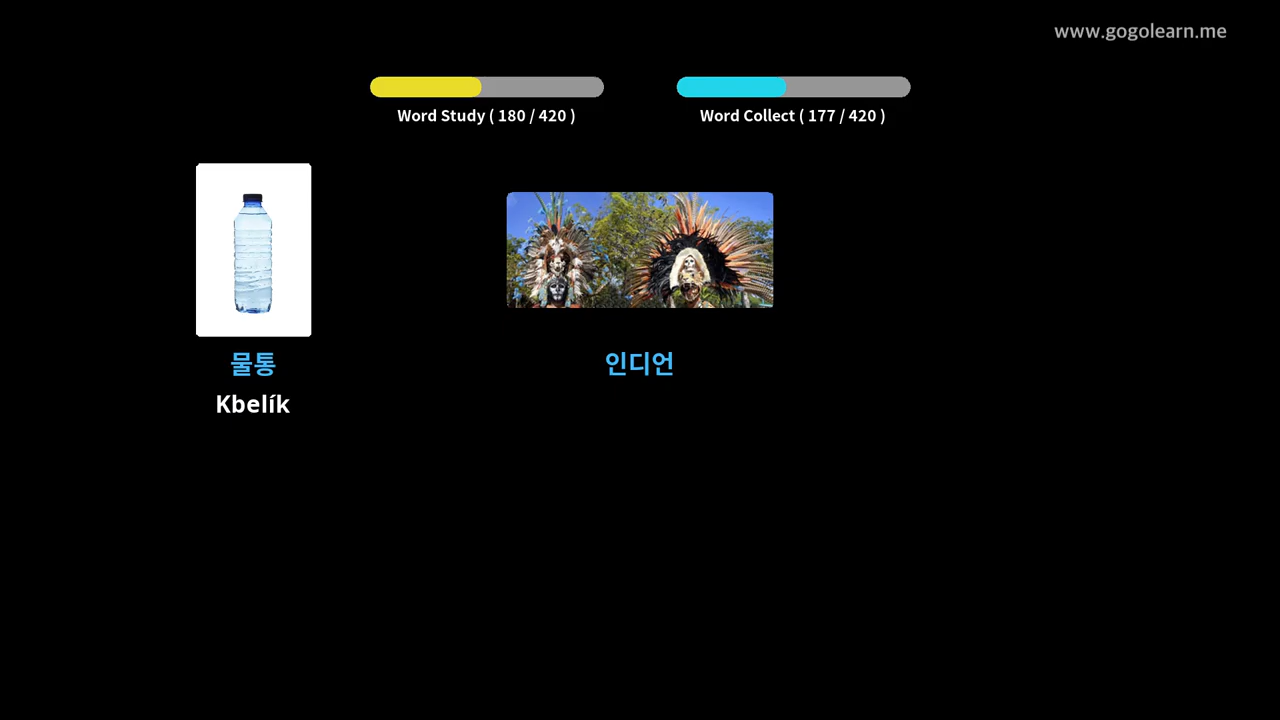 www.gogolearn.me
Word Study ( 180 / 420 )
Word Collect ( 177 / 420 )
물통
인디언
Kbelík